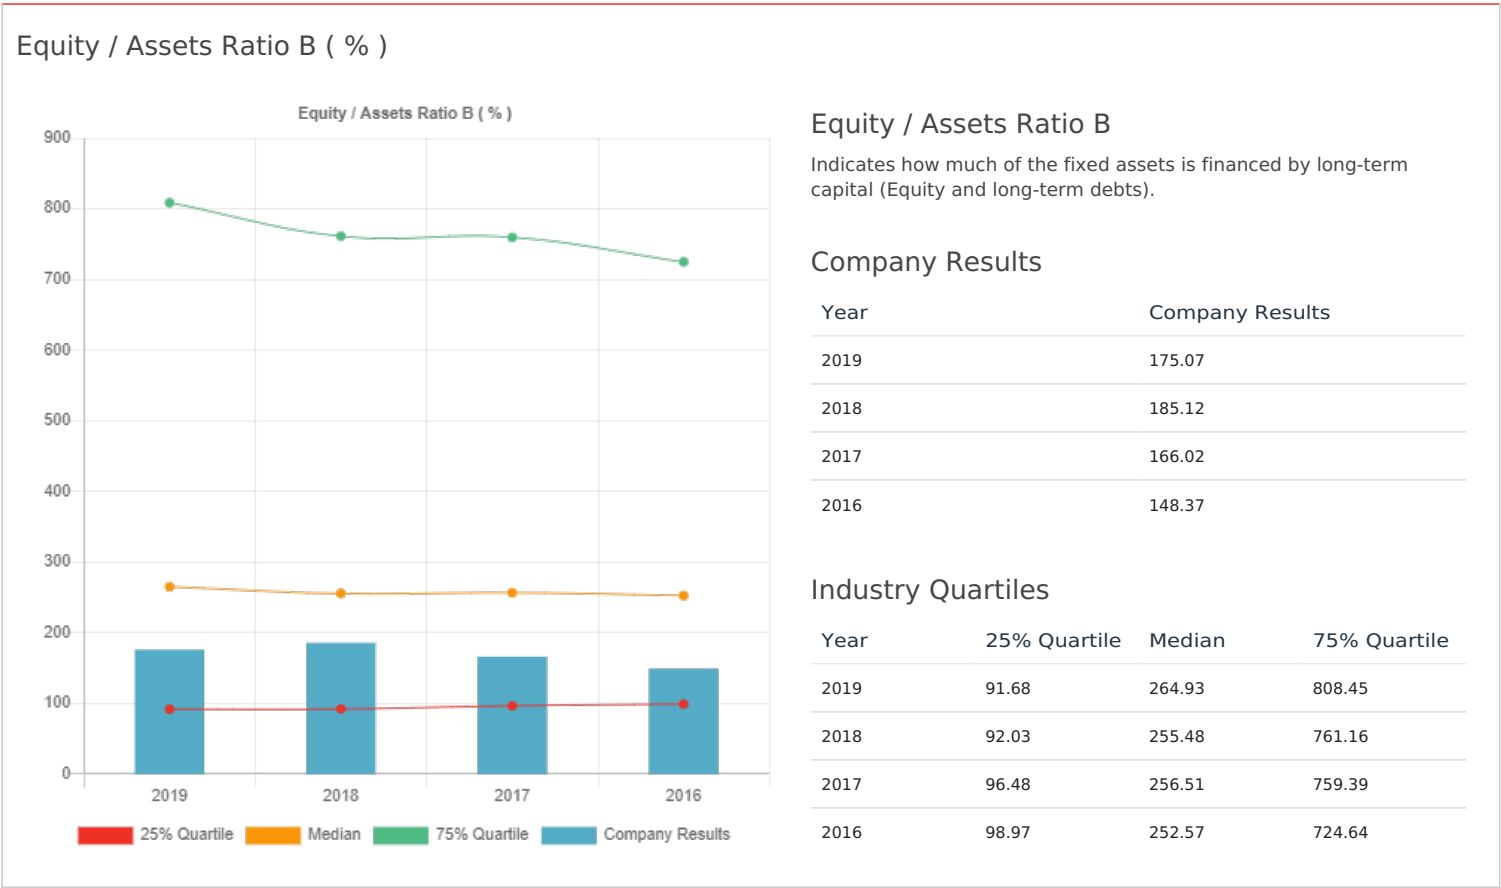 Equity / Assets Ratio B ( % )
Equity / Assets Ratio B ( % )
900
800
700
600
500
400
300
200
100
0
2019 2018 2017 2016
25% Quartile Median 75% Quartile Company Results
Equity / Assets Ratio B
Indicates how much of the fixed assets is financed by long-term
capital (Equity and long-term debts).
Company Results
Year Company Results
2019 175.07
2018 185.12
2017 166.02
2016 148.37
Industry Quartiles
Year 25% Quartile Median 75% Quartile
2019 91.68 264.93 808.45
2018 92.03 255.48 761.16
2017 96.48 256.51 759.39
2016 98.97 252.57 724.64